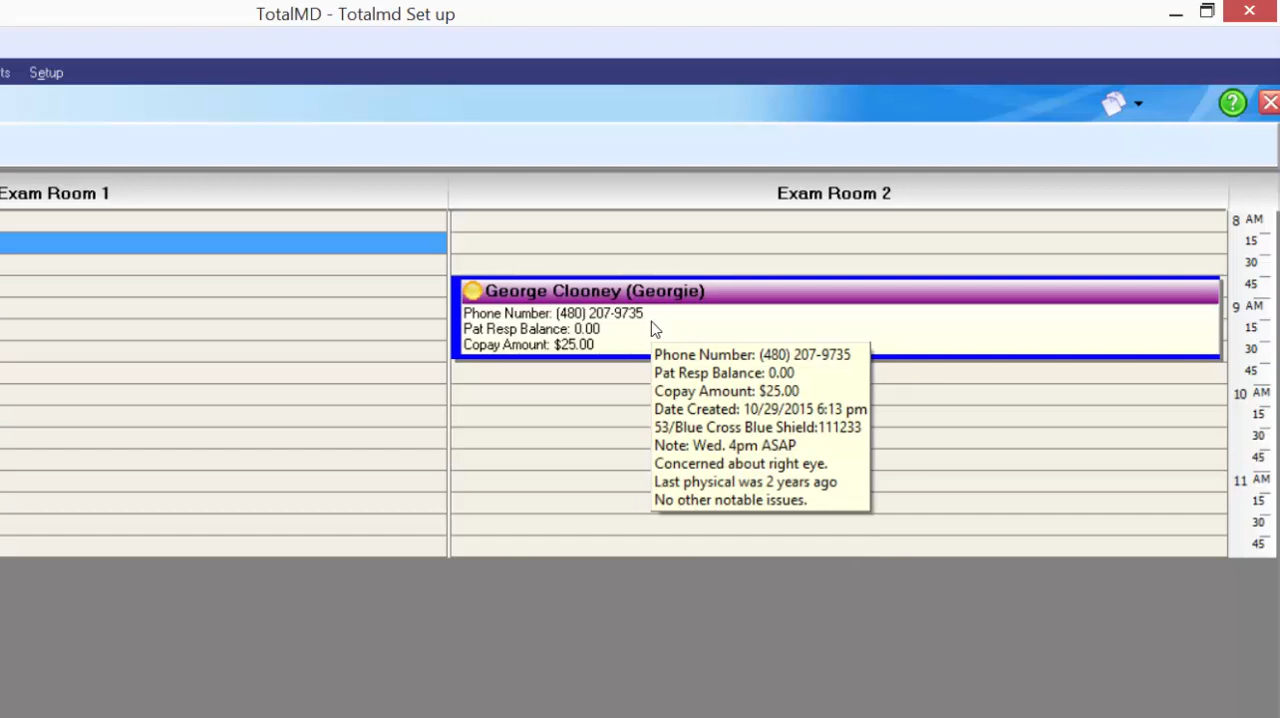 TotalMD - Totalmd Set up
ts Setup
?
Exam Room 1
Exam Room 2
8 AM
15
30
45
George Clooney (Georgie)
Phone Number: (480) 207-9735
Pat Resp Balance: 0.00
Copay Amount: $25.00
9 AM
15
30
45
Phone Number: (480) 207-9735
Pat Resp Balance: 0.00
Copay Amount: $25.00
Date Created: 10/29/2015 6:13 pm
53/Blue Cross Blue Shield:111233
Note: Wed. 4pm ASAP
Concerned about right eye.
Last physical was 2 years ago
No other notable issues.
10 AM
15
30
45
11 AM
15
30
45